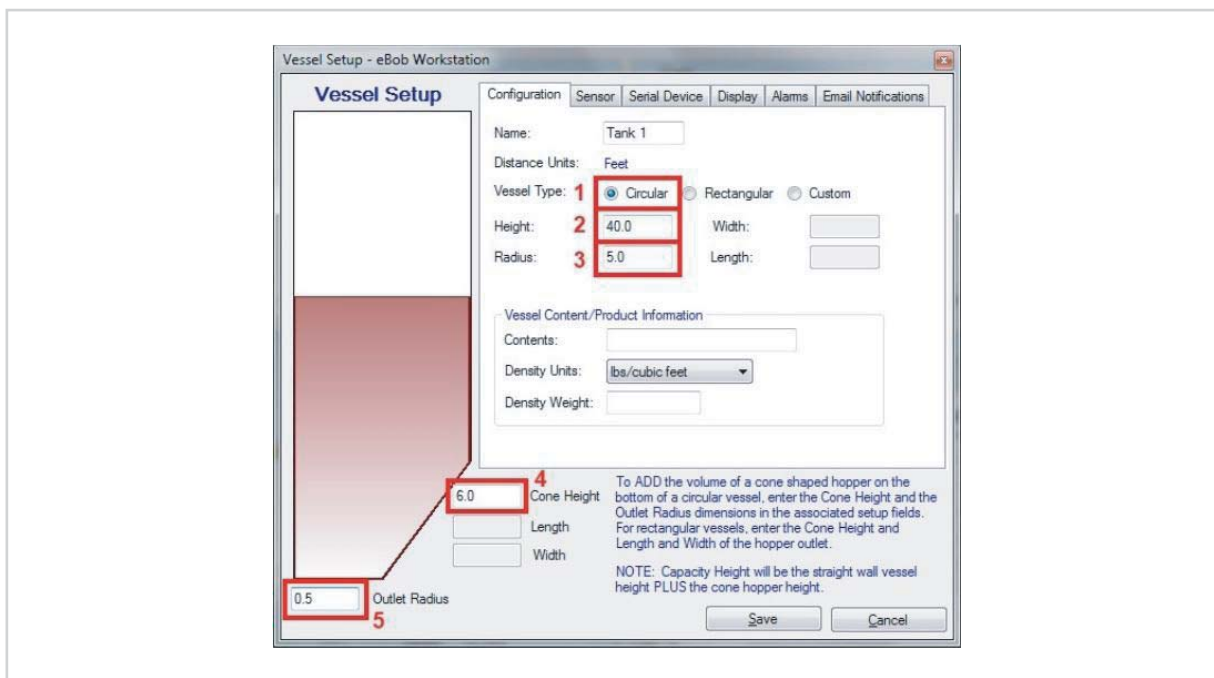 Vessel Setup - eBob Workstation
Vessel Setup
Configuration Sensor Serial Device Display Alarms Email Notifications
Name: Tank 1
Distance Units: Feet
Vessel Type: 1 Circular Rectangular Custom
Height: 2 40.0 Width:
Radius: 3 5.0 Length:
Vessel Content/Product Information
Contents:
Density Units: lbs/cubic feet
Density Weight:
4
6.0 Cone Height
Length
Width
To ADD the volume of a cone shaped hopper on the
bottom of a circular vessel, enter the Cone Height and the
Outlet Radius dimensions in the associated setup fields.
For rectangular vessels, enter the Cone Height and
Length and Width of the hopper outlet.
NOTE: Capacity Height will be the straight wall vessel
height PLUS the cone hopper height.
0.5 Outlet Radius
5
Save Cancel